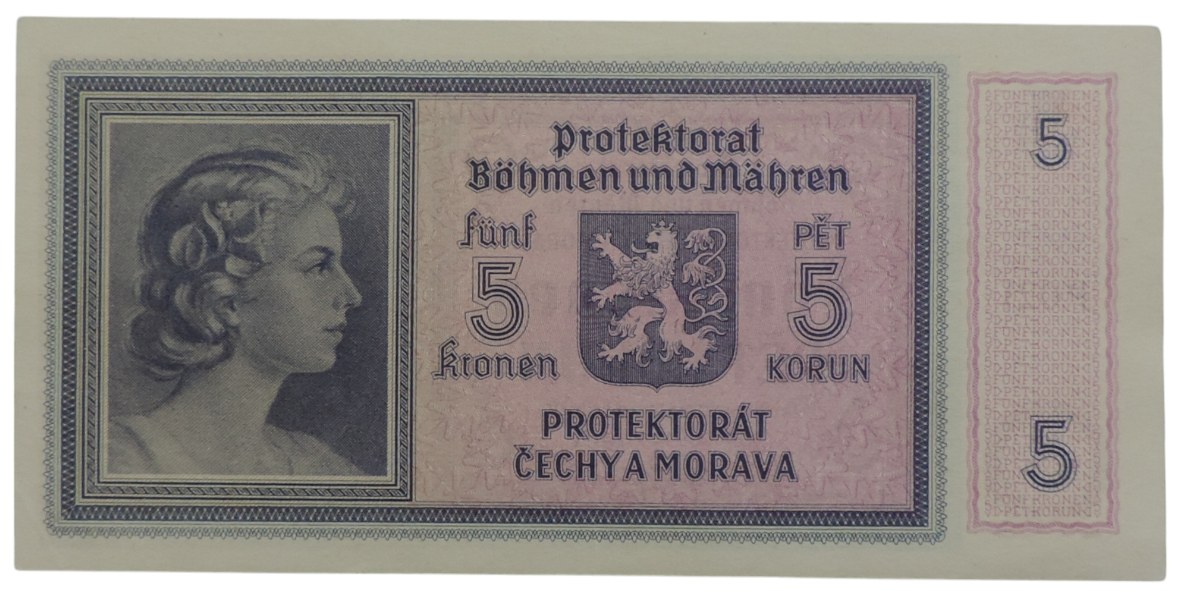 Protektorat
Böhmen und Mähren
fünf
5
Kronen
PĚT
5
KORUN
PROTEKTORÁT
ČECHY A MORAVA
5
5